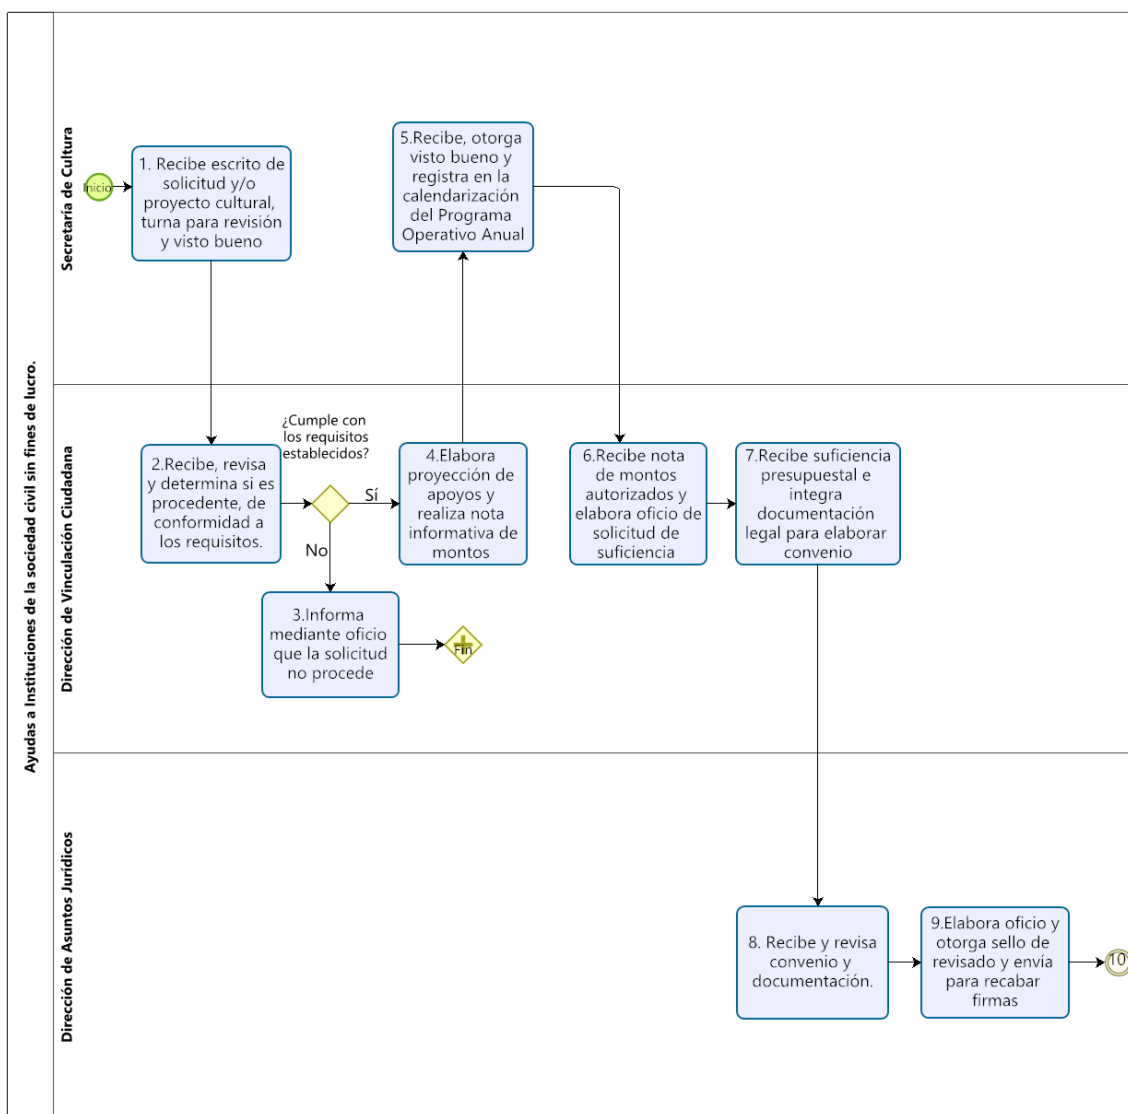 Ayudas a Instituciones de la sociedad civil sin fines de lucro.
Secretaría de Cultura
Inicio
1. Recibe escrito de
solicitud y/o
proyecto cultural,
turna para revisión
y visto bueno
5.Recibe, otorga
visto bueno y
registra en la
calendarización
del Programa
Operativo Anual
Dirección de Vinculación Ciudadana
2.Recibe, revisa
y determina si es
procedente, de
conformidad a
los requisitos.
¿Cumple con
los requisitos
establecidos?
Sí
No
3.Informa
mediante oficio
que la solicitud
no procede
Fin
4.Elabora
proyección de
apoyos y
realiza nota
informativa de
montos
6.Recibe nota
de montos
autorizados y
elabora oficio de
solicitud de
suficiencia
7.Recibe suficiencia
presupuestal e
integra
documentación
legal para elaborar
convenio
Dirección de Asuntos Jurídicos
8. Recibe y revisa
convenio y
documentación.
9.Elabora oficio y
otorga sello de
revisado y envía
para recabar
firmas
10